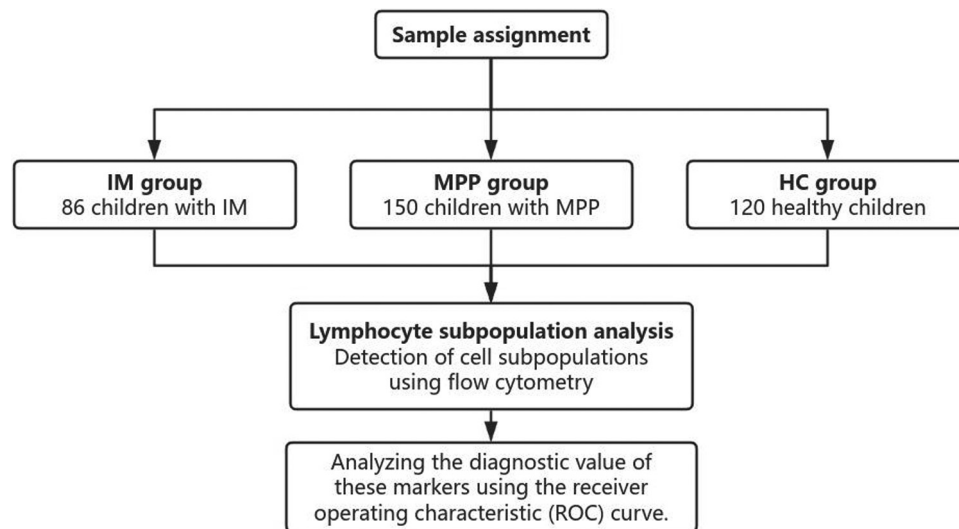 Sample assignment
IM group
86 children with IM
MPP group
150 children with MPP
HC group
120 healthy children
Lymphocyte subpopulation analysis
Detection of cell subpopulations
using flow cytometry
Analyzing the diagnostic value of
these markers using the receiver
operating characteristic (ROC) curve.